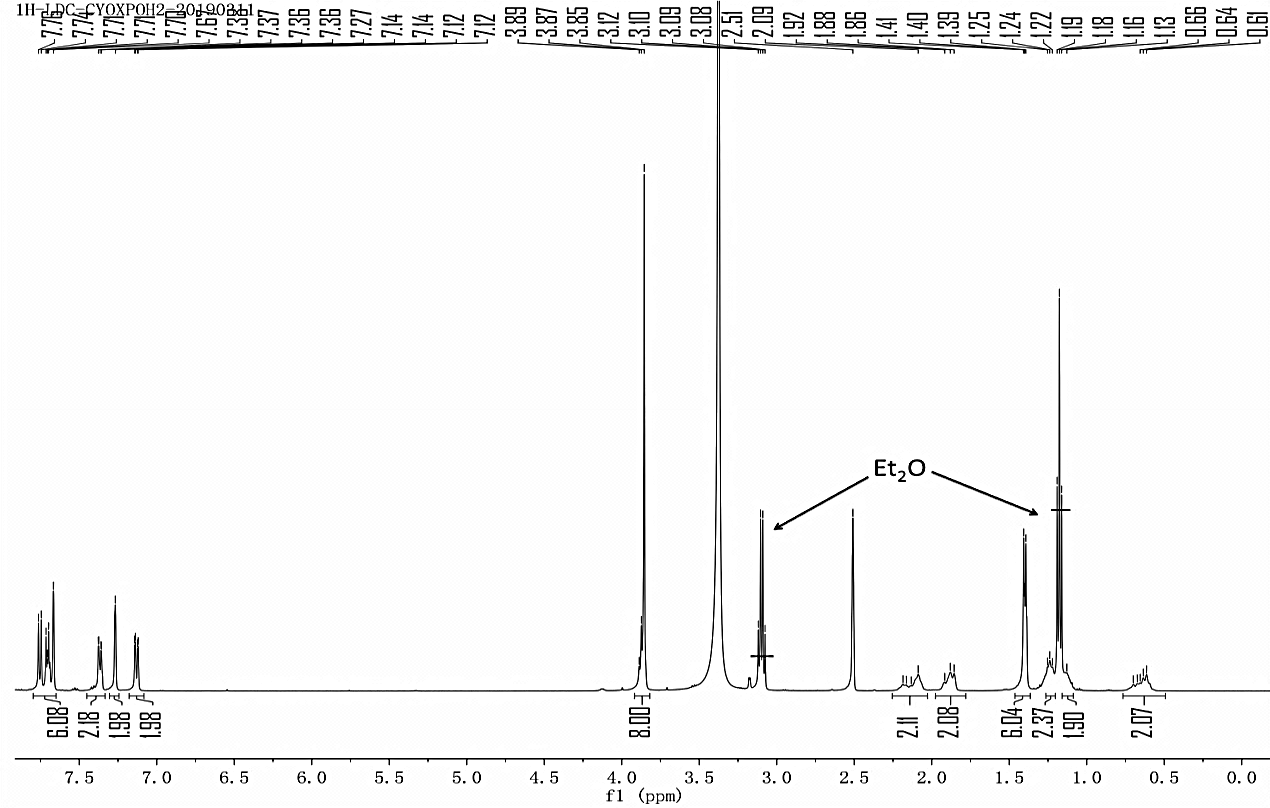 1H-LDC-CYOXPOH2-20190311
7.76 7.74 7.71 7.71 7.70 7.67 7.38 7.37 7.36 7.36 7.27 7.14 7.14 7.12 7.12 3.89 3.87 3.85 3.12 3.10 3.09 3.08 2.51 2.09 1.92 1.88 1.86 1.41 1.40 1.39 1.25 1.24 1.22 1.19 1.18 1.16 1.13 0.66 0.64 0.61
Et₂O
6.08 2.18 1.98 1.98 8.00 2.11 2.08 6.04 2.37 1.90 2.07
7.5 7.0 6.5 6.0 5.5 5.0 4.5 4.0 3.5 3.0 2.5 2.0 1.5 1.0 0.5 0.0
f1 (ppm)